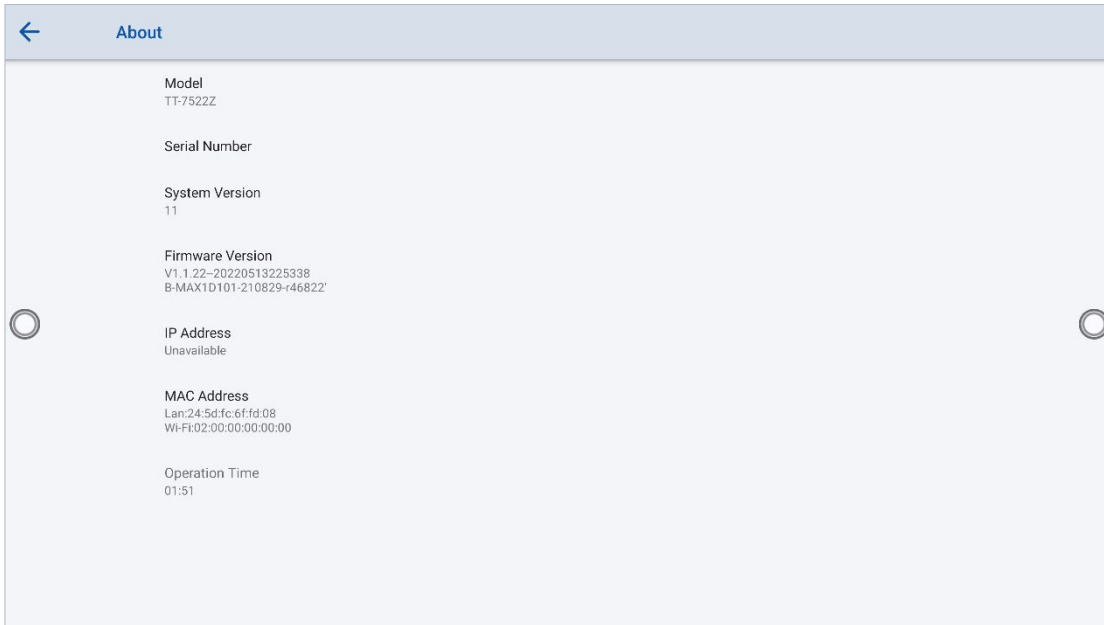 About
Model
TT-7522Z
Serial Number
System Version
11
Firmware Version
V1.1.22--20220513225338
B-MAX1D101-210829-r46822'
IP Address
Unavailable
MAC Address
Lan:24:5d:fc:6f:fd:08
Wi-Fi:02:00:00:00:00:00
Operation Time
01:51